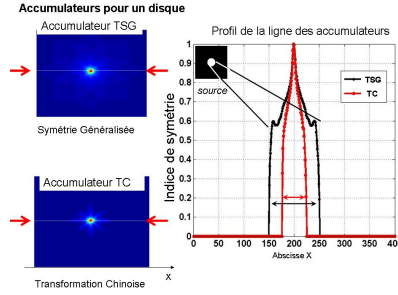 Accumulateurs pour un disque
Accumulateur TSG
Symétrie Généralisée
Accumulateur TC
x
Transformation Chinoise
Profil de la ligne des accumulateurs
source
TSG
TC
Indice de symétrie
1
0.9
0.8
0.7
0.6
0.5
0.4
0.3
0.2
0.1
0
0 50 100 150 200 250 300 350 40
Abscisse X